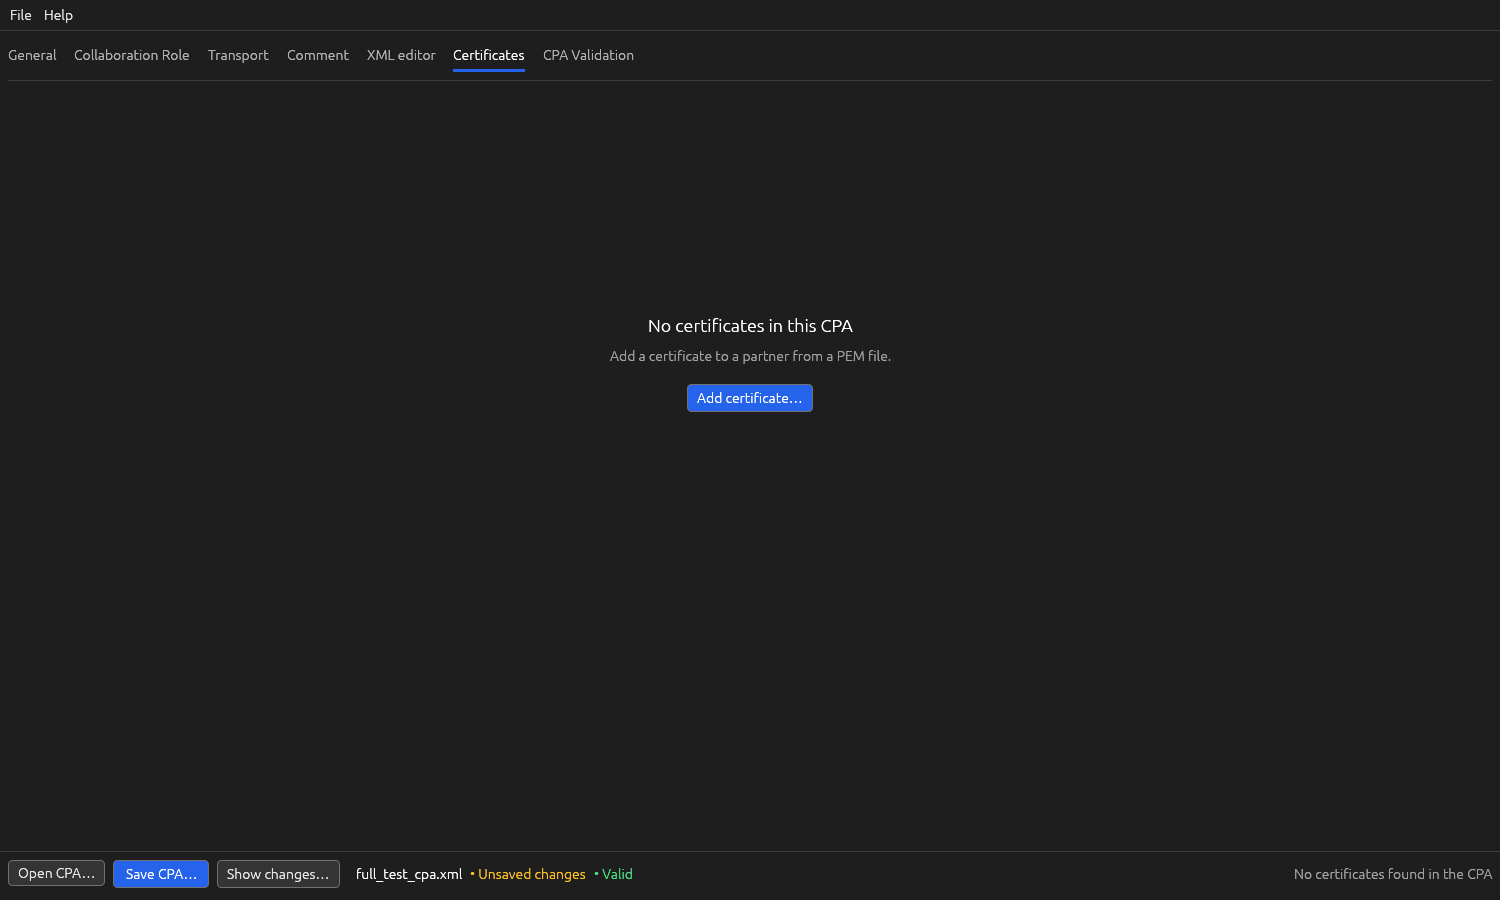 File Help
General Collaboration Role Transport Comment XML editor Certificates CPA Validation
No certificates in this CPA
Add a certificate to a partner from a PEM file.
Add certificate...
Open CPA... Save CPA... Show changes... full_test_cpa.xml • Unsaved changes • Valid No certificates found in the CPA